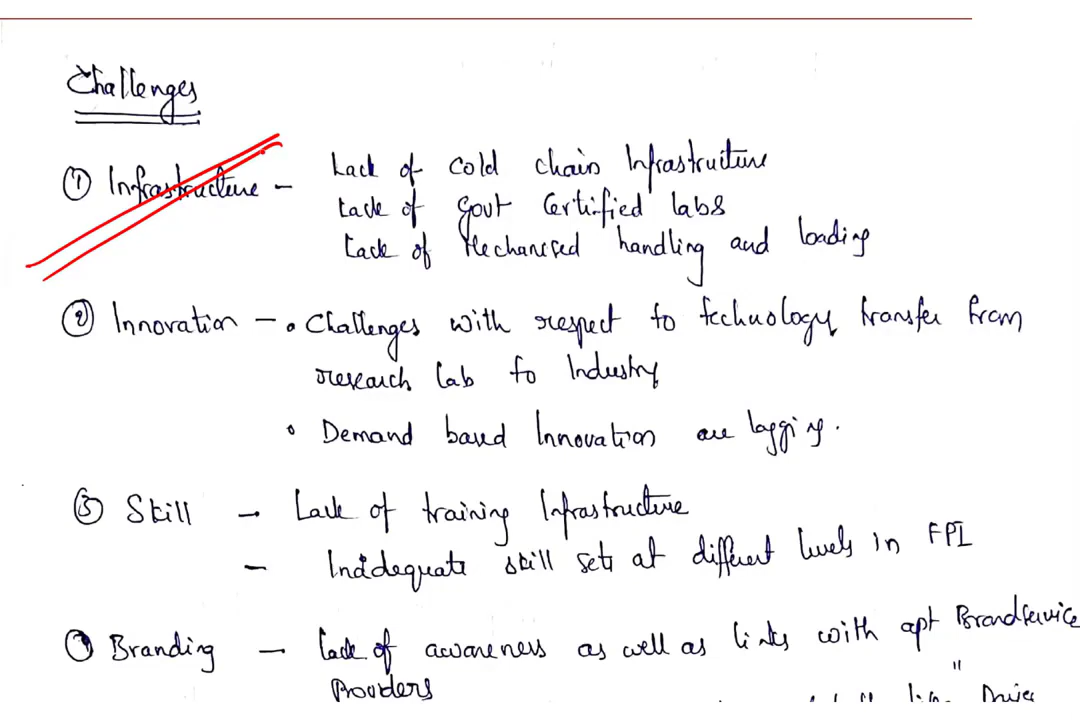 Challenges
① Infrastructure - Lack of cold chain Infrastructure
Lack of Govt Certified labs
Lack of Mechanised handling and loading
② Innovation - • Challenges with respect to technology transfer from
research lab to Industry
• Demand based Innovation are lagging.
③ Skill - Lack of training Infrastructure
- Inadequate skill sets at different levels in FPI
④ Branding - Lack of awareness as well as links with apt Brand service
Providers
"